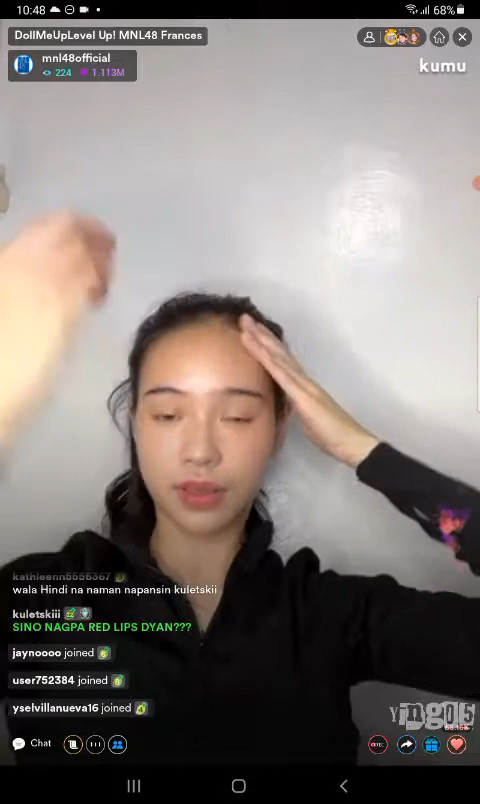 10:48
68%
DollMeUpLevel Up! MNL48 Frances
mnl48official
224 1.113M
kumu
kathleenn5556367
wala Hindi na naman napansin kuletskii
kuletskiii
SINO NAGPA RED LIPS DYAN???
jaynoooo joined
user752384 joined
yselvillanueva16 joined
Chat